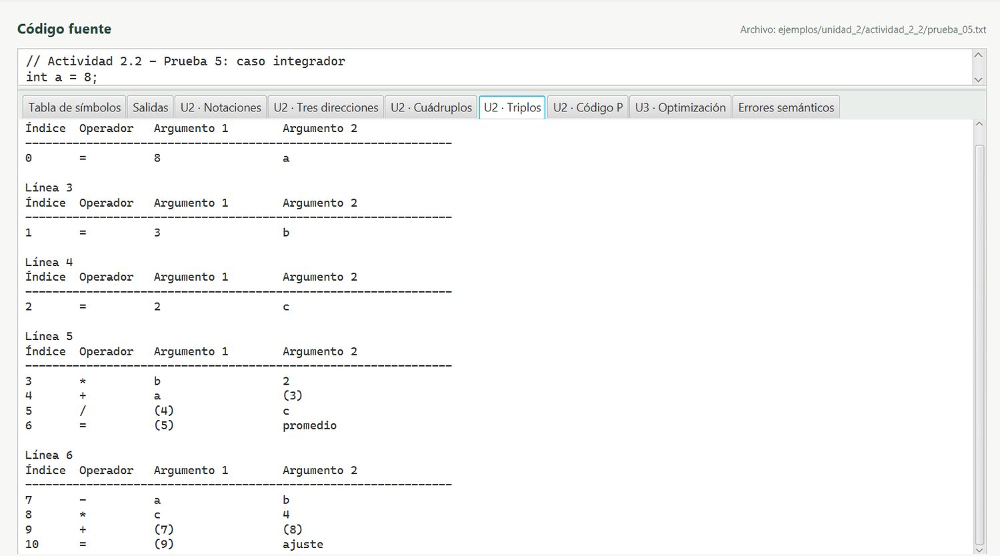 Código fuente
Archivo: ejemplos/unidad_2/actividad_2_2/prueba_05.txt
// Actividad 2.2 - Prueba 5: caso integrador
int a = 8;
Tabla de símbolos Salidas U2 · Notaciones U2 · Tres direcciones U2 · Cuádruplos U2 · Triplos U2 · Código P U3 · Optimización Errores semánticos
Índice Operador Argumento 1 Argumento 2
---------------------------------------------------------------
0 = 8 a
Línea 3
Índice Operador Argumento 1 Argumento 2
---------------------------------------------------------------
1 = 3 b
Línea 4
Índice Operador Argumento 1 Argumento 2
---------------------------------------------------------------
2 = 2 c
Línea 5
Índice Operador Argumento 1 Argumento 2
---------------------------------------------------------------
3 * b 2
4 + a (3)
5 / (4) c
6 = (5) promedio
Línea 6
Índice Operador Argumento 1 Argumento 2
---------------------------------------------------------------
7 - a b
8 * c 4
9 + (7) (8)
10 = (9) ajuste